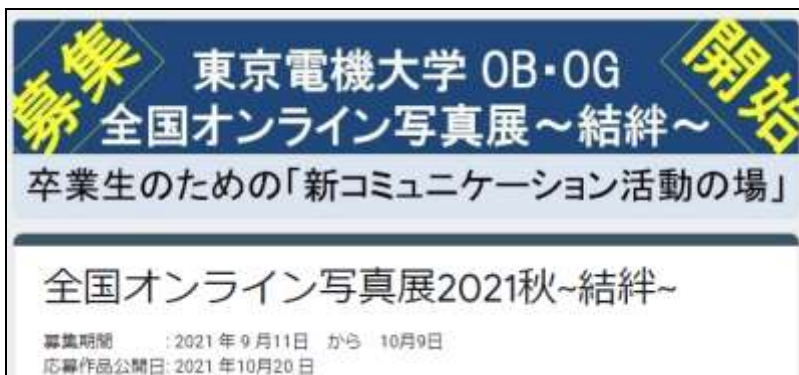 募集 開始
東京電機大学 OB・OG
全国オンライン写真展～結絆～
卒業生のための「新コミュニケーション活動の場」
全国オンライン写真展2021秋~結絆~
募集期間　　: 2021 年 9 月11日　から　10月9日
応募作品公開日: 2021 年10月20 日